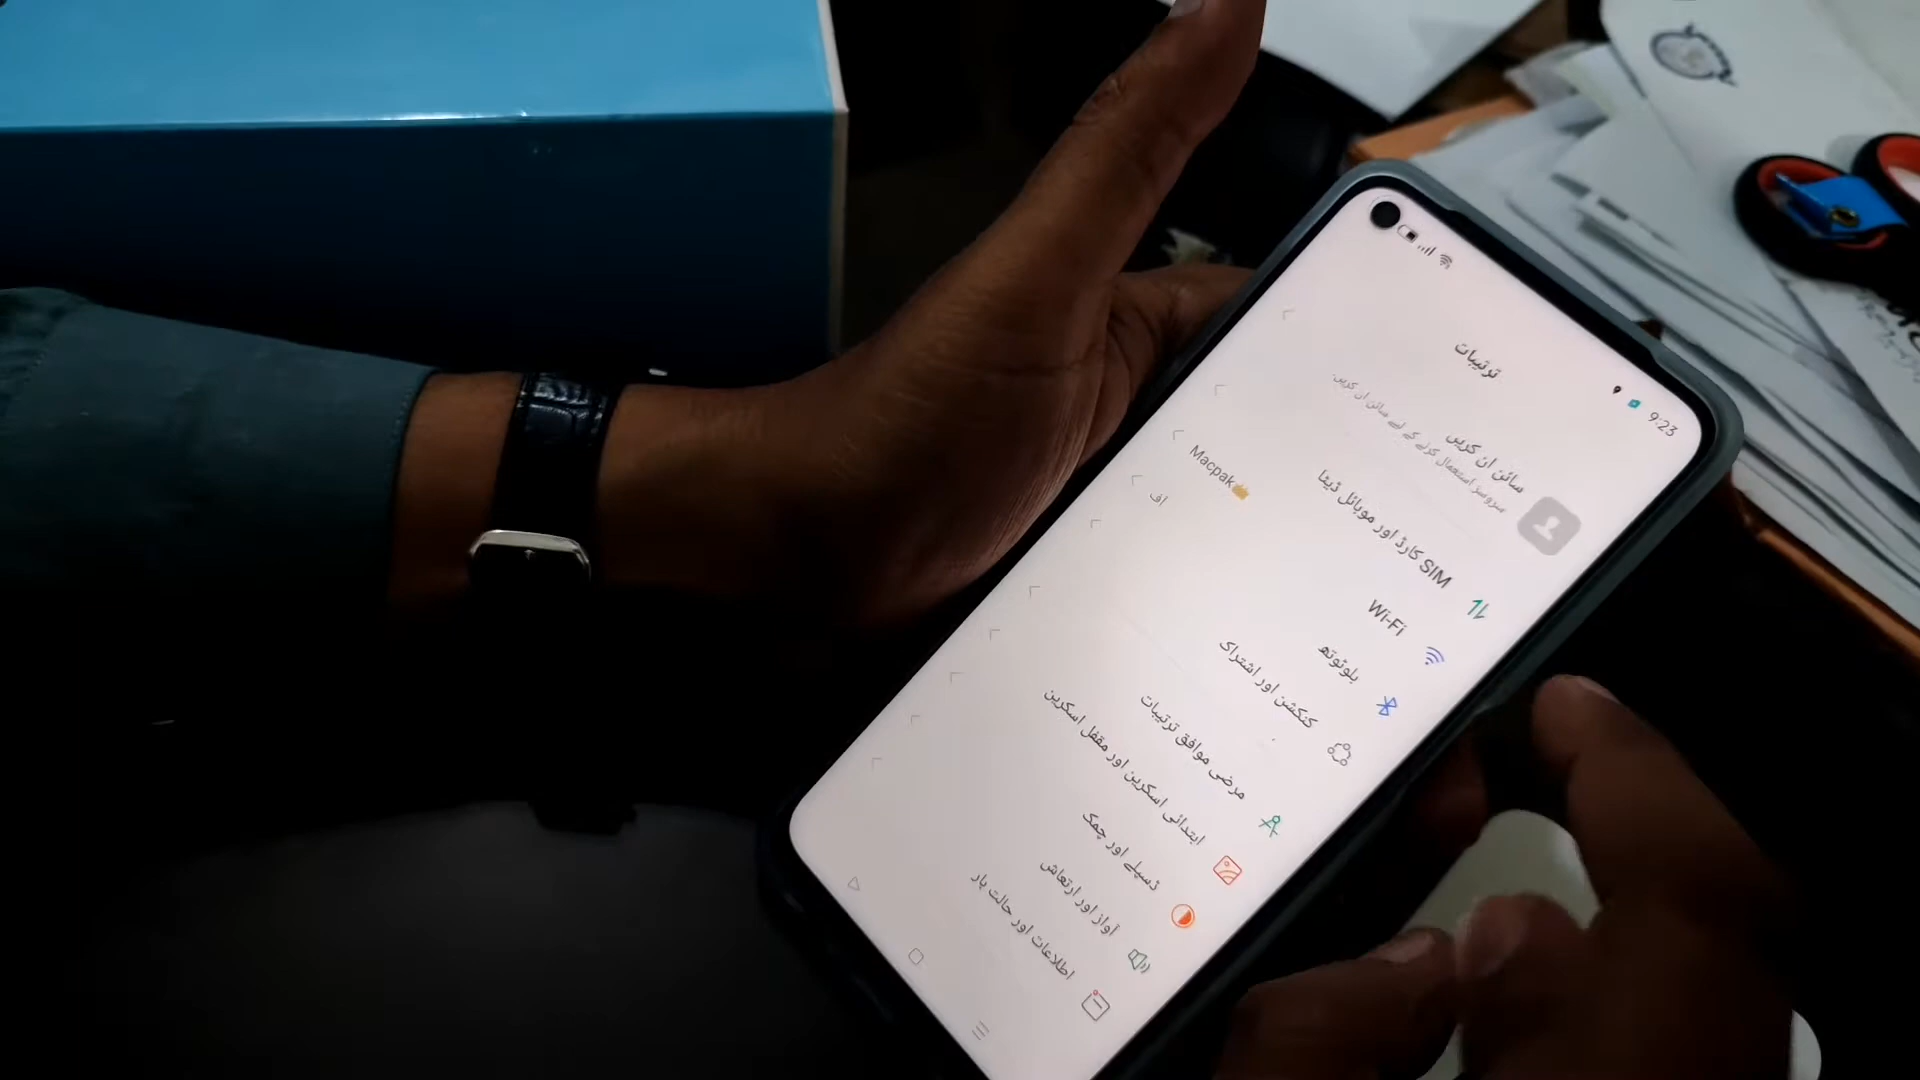 9:23
ترتیبات
سائن ان کریں
سروسز استعمال کرنے کے لیے سائن ان کریں.
SIM کارڈ اور موبائل ڈیٹا
Wi-Fi Macpak👑
بلوٹوتھ آف
کنکشن اور اشتراک
مرضی موافق ترتیبات
ابتدائی اسکرین اور مقفل اسکرین
ڈسپلے اور چمک
آواز اور ارتعاش
اطلاعات اور حالت بار